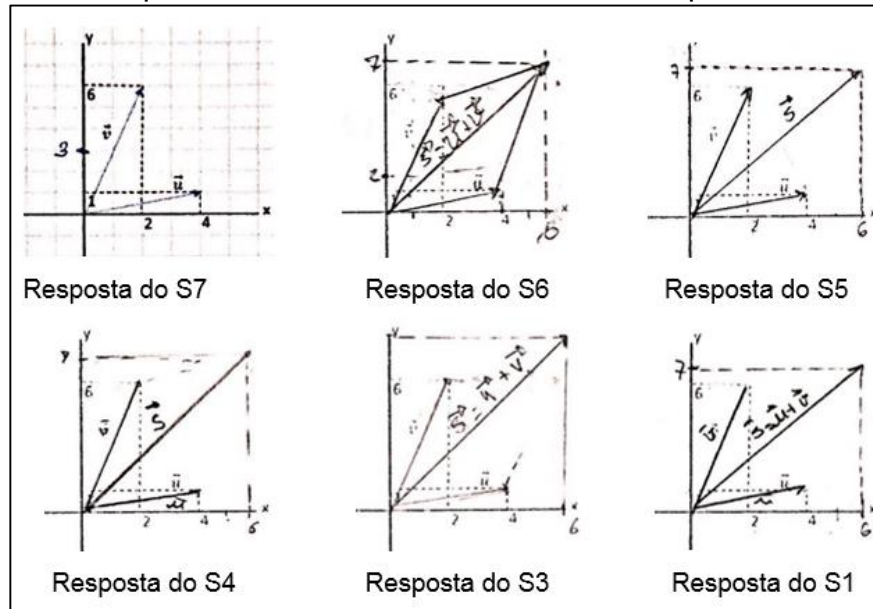 y y y
7 7
6 6 6
v⃗ v⃗ v⃗
s⃗ = u⃗ + v⃗ s⃗
3
2
1 u⃗ u⃗ u⃗
2 4 x 2 4 6 x 2 4 6 x
Resposta do S7 Resposta do S6 Resposta do S5
y y y
7 7
6 6 6
v⃗ s⃗ v⃗ s⃗ = u⃗ + v⃗ v⃗ s⃗ = u⃗ + v⃗
u⃗ u⃗ u⃗
u u
2 4 6 x 2 4 6 x 2 4 6 x
Resposta do S4 Resposta do S3 Resposta do S1